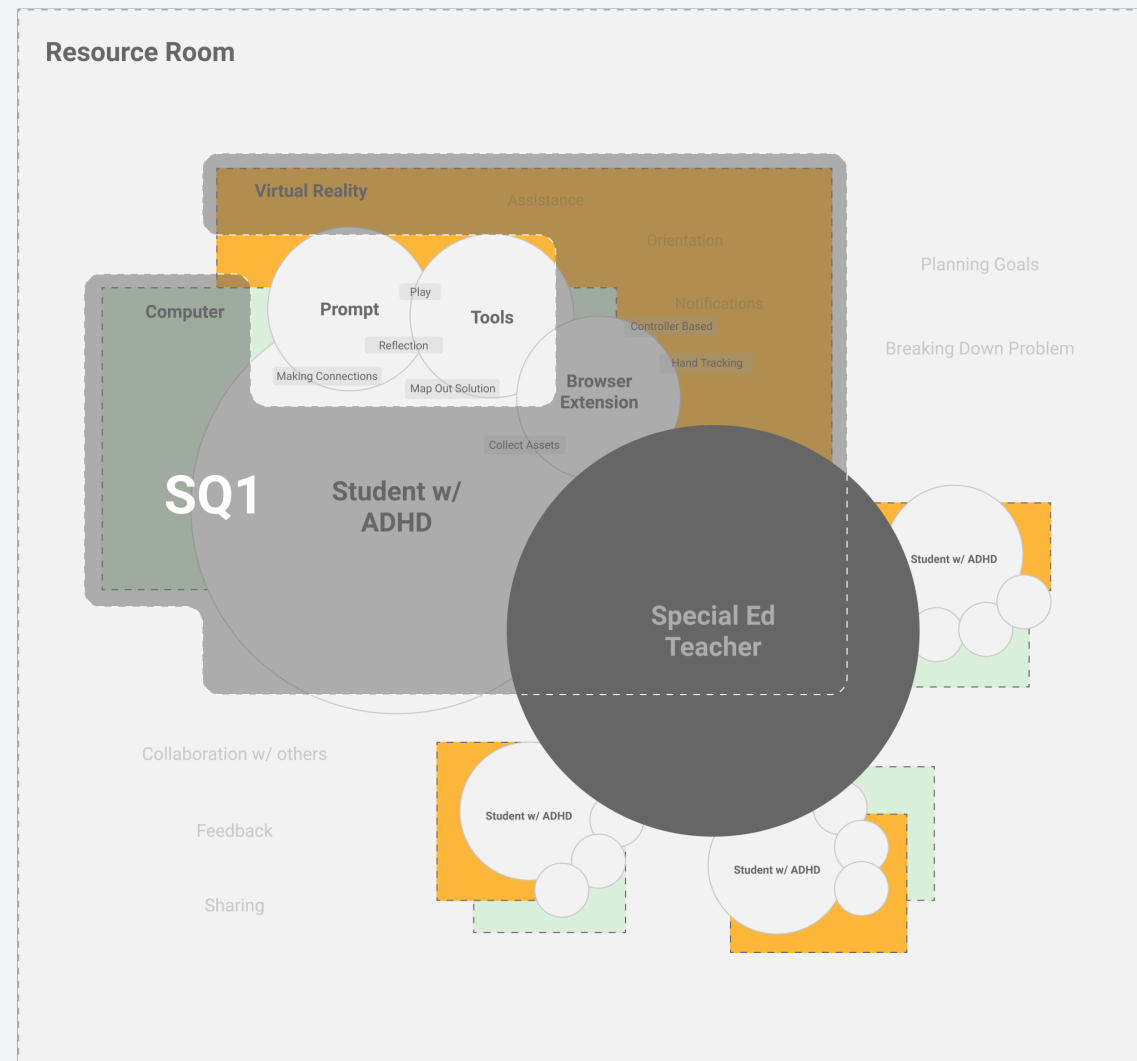 Resource Room
Virtual Reality
Assistance
Orientation
Planning Goals
Computer
Prompt
Play
Tools
Notifications
Controller Based
Reflection
Breaking Down Problem
Hand Tracking
Making Connections
Map Out Solution
Browser
Extension
Collect Assets
SQ1
Student w/
ADHD
Student w/ ADHD
Special Ed
Teacher
Collaboration w/ others
Feedback
Student w/ ADHD
Student w/ ADHD
Sharing